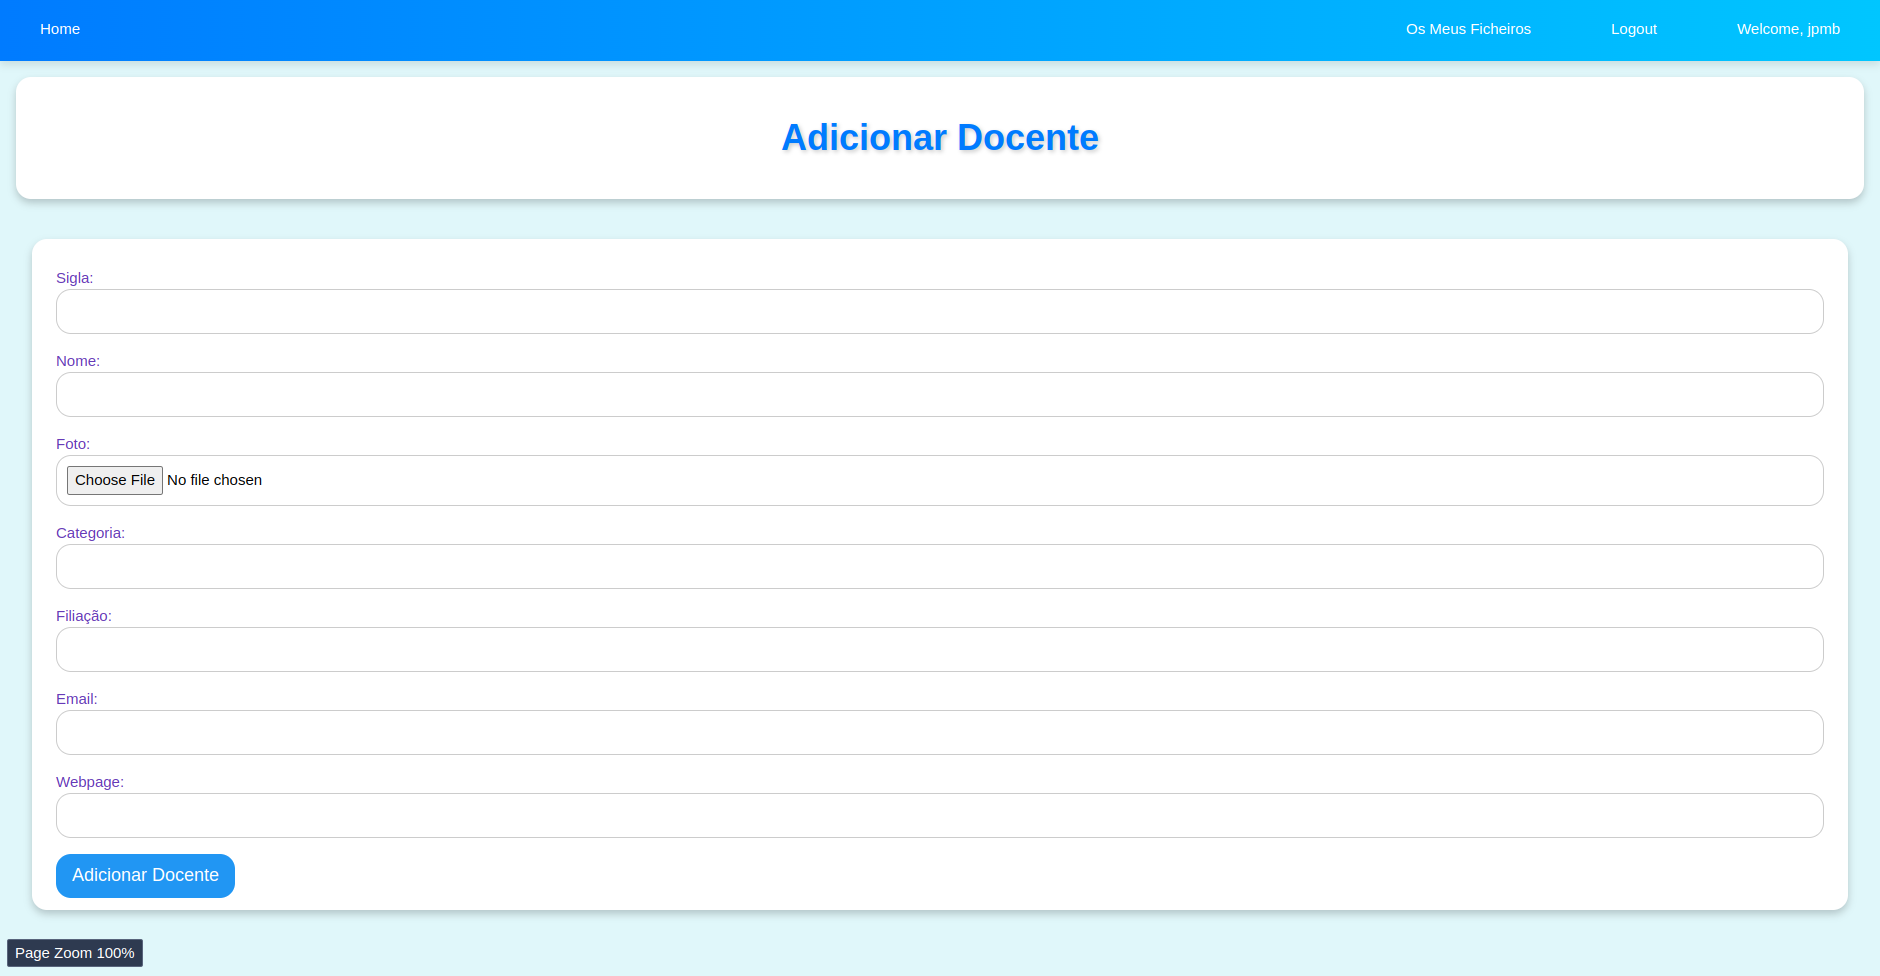 Home
Os Meus Ficheiros
Logout
Welcome, jpmb
Adicionar Docente
Sigla:
Nome:
Foto:
Choose File No file chosen
Categoria:
Filiação:
Email:
Webpage:
Adicionar Docente
Page Zoom 100%